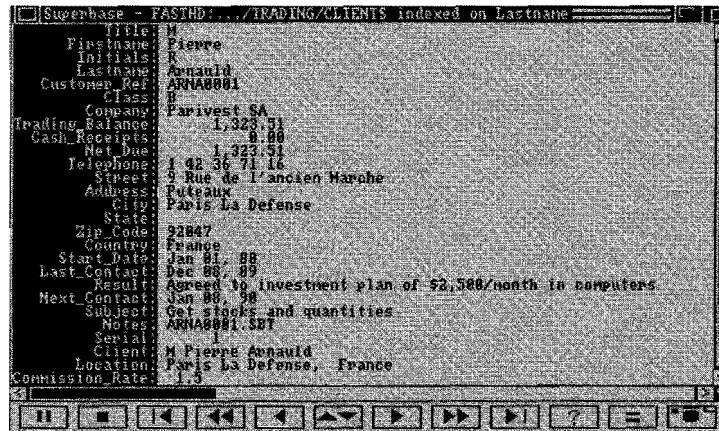 Superbase - FASTHD:.../TRADING/CLIENTS indexed on Lastname
Title: M
Firstname: Pierre
Initials: R
Lastname: Arnauld
Customer_Ref: ARNA0001
Class: B
Company: Parivest SA
Trading_Balance: 1,323.51
Cash_Receipts: 0.00
Net_Due: 1,323.51
Telephone: 1 42 36 71 16
Street: 9 Rue de l'ancien Marche
Address: Puteaux
City: Paris La Defense
State:
Zip_Code: 92047
Country: France
Start_Date: Jan 01, 80
Last_Contact: Dec 08, 89
Result: Agreed to investment plan of $2,500/month in computers
Next_Contact: Jan 08, 90
Subject: Get stocks and quantities
Notes: ARNA0001.SBT
Serial: 1
Client: M Pierre Arnauld
Location: Paris La Defense, France
Commission_Rate: 1.5
? =